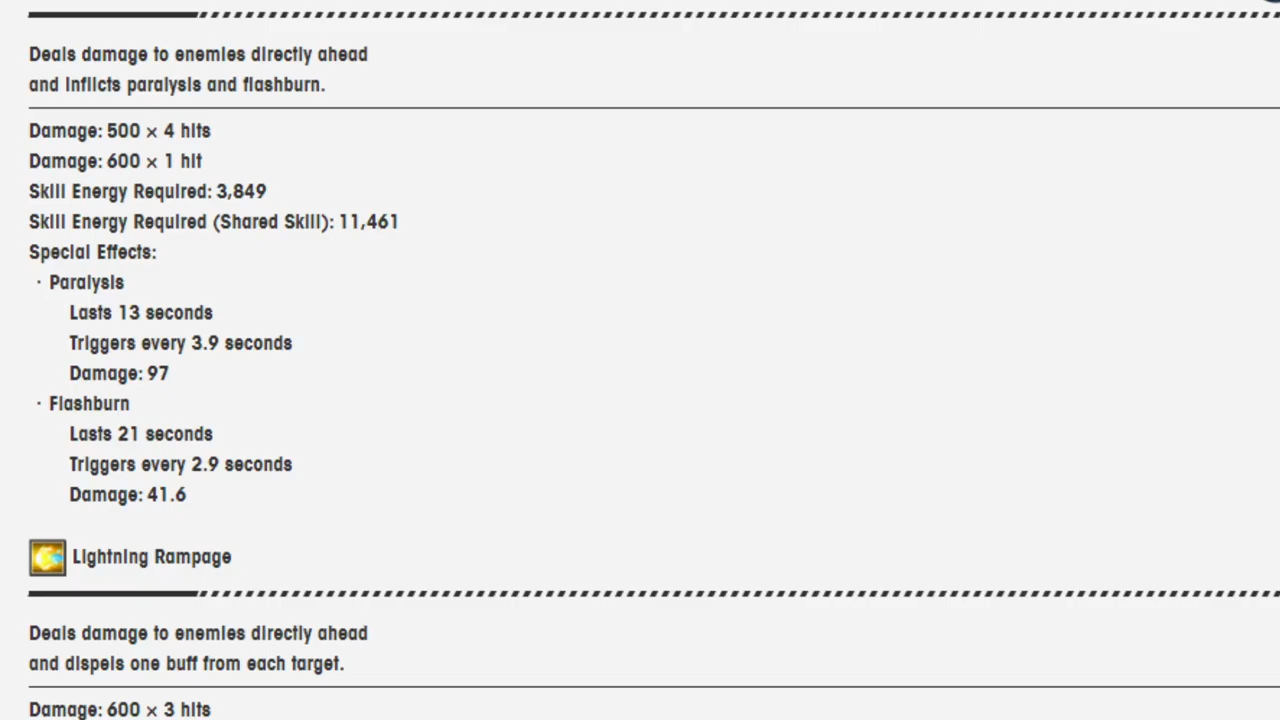 Deals damage to enemies directly ahead
and inflicts paralysis and flashburn.
Damage: 500 × 4 hits
Damage: 600 × 1 hit
Skill Energy Required: 3,849
Skill Energy Required (Shared Skill): 11,461
Special Effects:
· Paralysis
Lasts 13 seconds
Triggers every 3.9 seconds
Damage: 97
· Flashburn
Lasts 21 seconds
Triggers every 2.9 seconds
Damage: 41.6
Lightning Rampage
Deals damage to enemies directly ahead
and dispels one buff from each target.
Damage: 600 × 3 hits